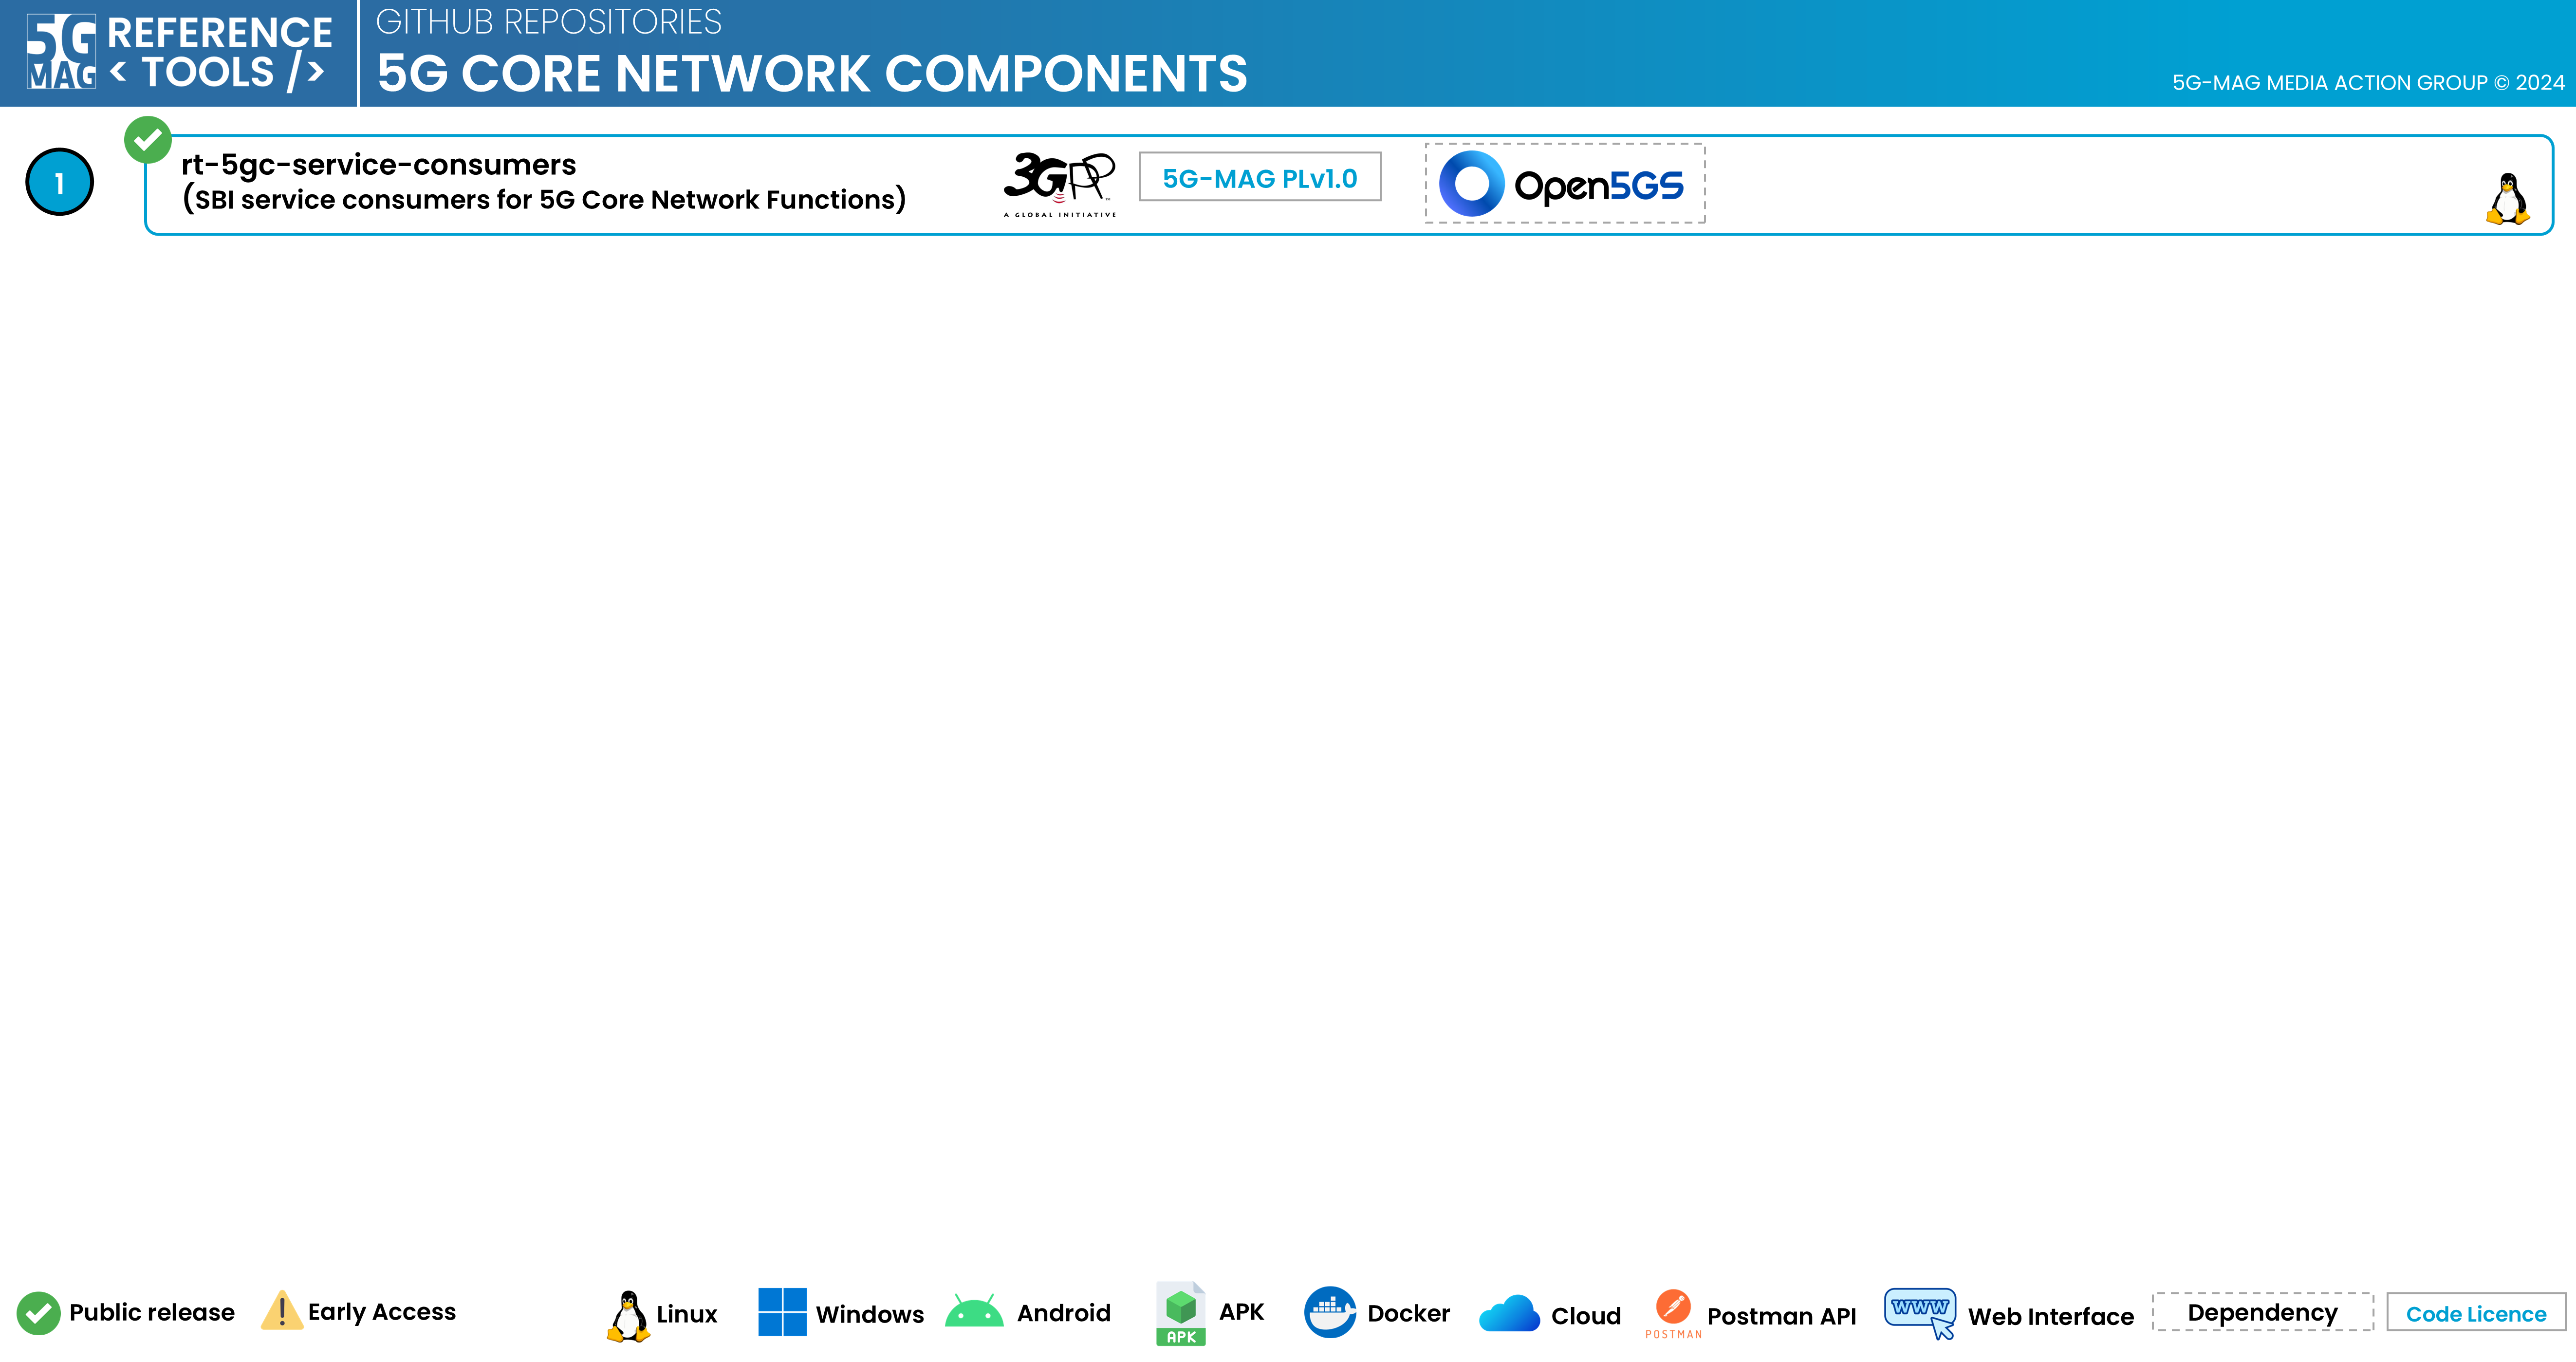 5G
MAG
REFERENCE
< TOOLS />
GITHUB REPOSITORIES
5G CORE NETWORK COMPONENTS
5G-MAG MEDIA ACTION GROUP © 2024
1
rt-5gc-service-consumers
(SBI service consumers for 5G Core Network Functions)
3GPP™
A GLOBAL INITIATIVE
5G-MAG PLv1.0
Open5GS
Public release
Early Access
Linux
Windows
Android
APK
APK
Docker
Cloud
POSTMAN
Postman API
www
Web Interface
Dependency
Code Licence